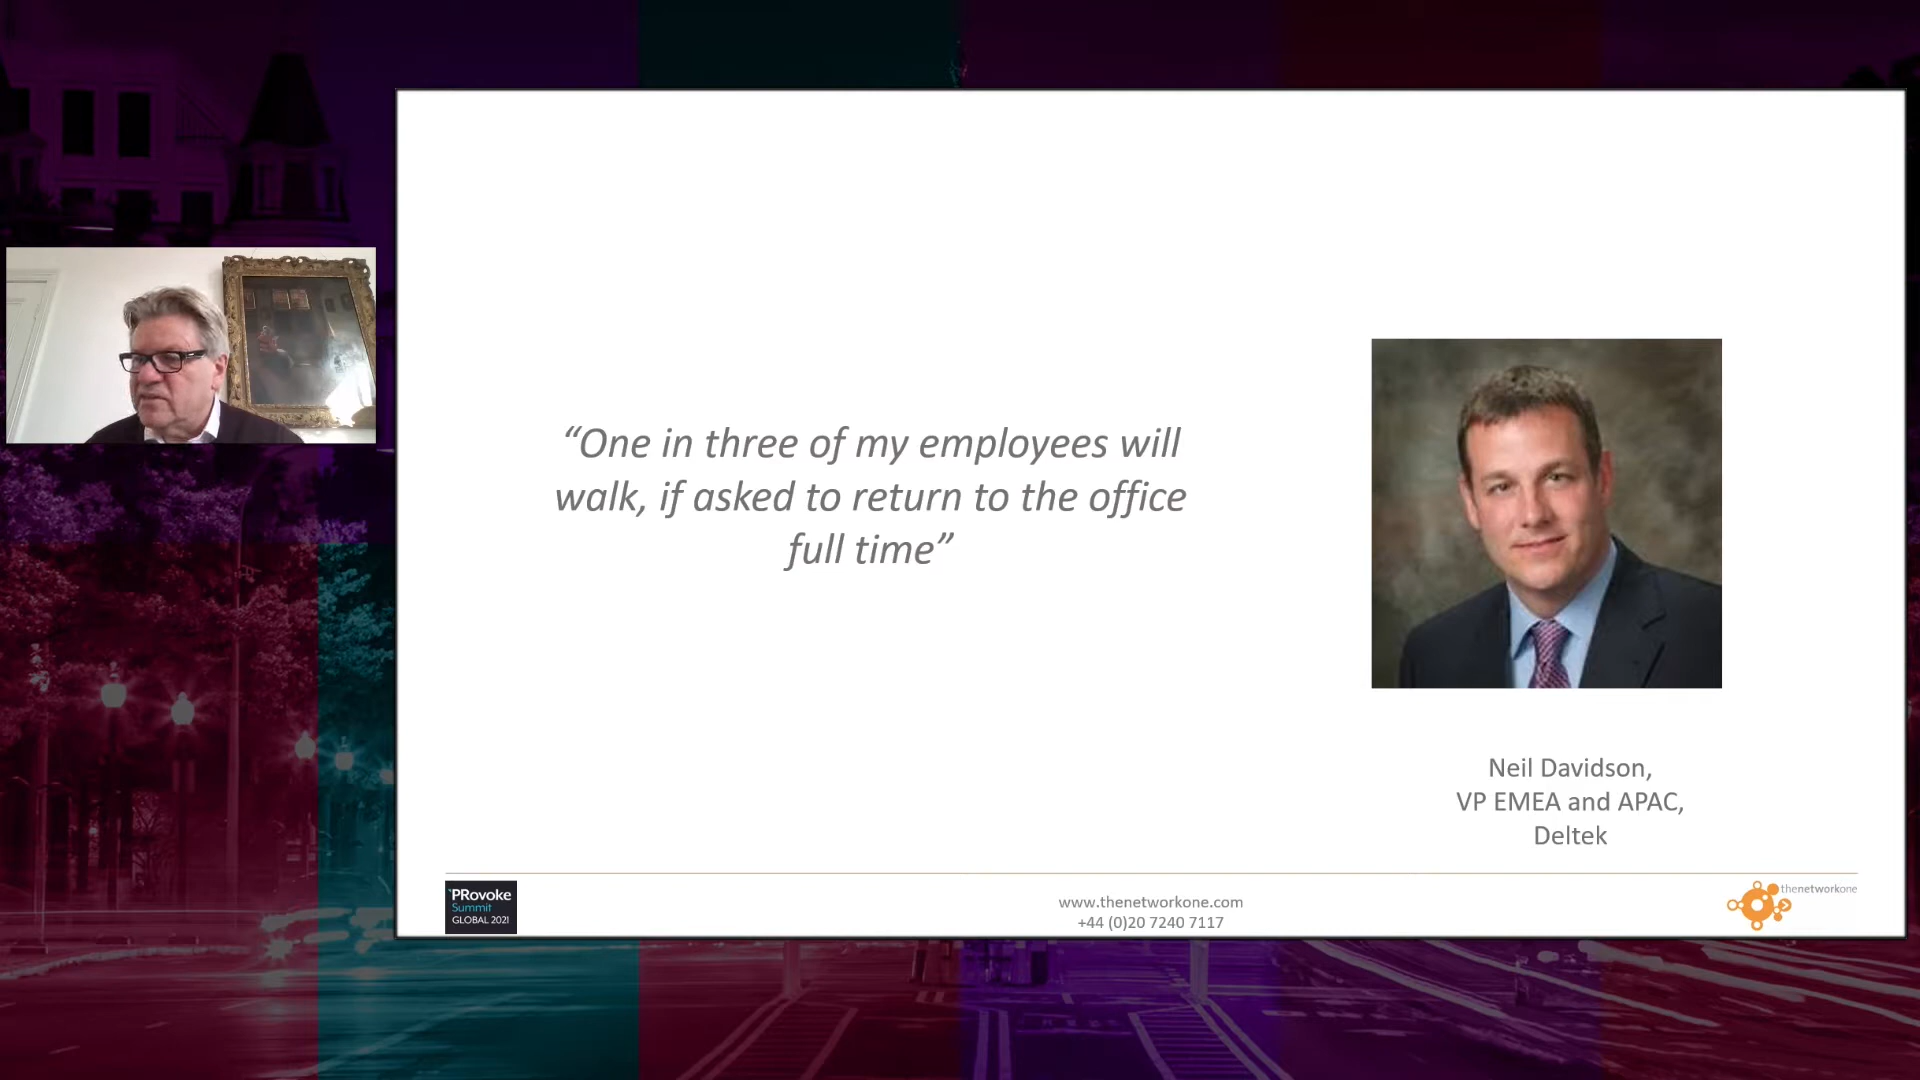 “One in three of my employees will
walk, if asked to return to the office
full time”
Neil Davidson,
VP EMEA and APAC,
Deltek
PRovoke
Summit
GLOBAL 2021
www.thenetworkone.com
+44 (0)20 7240 7117
thenetworkone